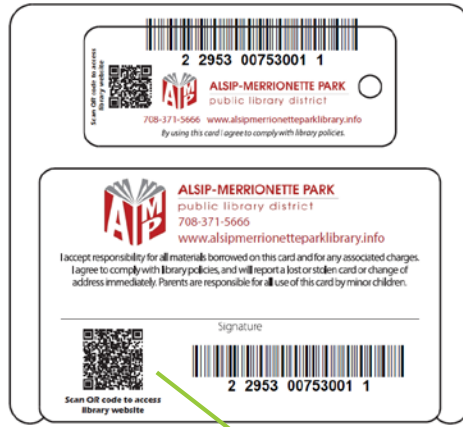 2 2953 00753001 1
Scan QR code to access
library website
AMP
ALSIP-MERRIONETTE PARK
public library district
708-371-5666 www.alsipmerrionetteparklibrary.info
By using this card I agree to comply with library policies.
AMP
ALSIP-MERRIONETTE PARK
public library district
708-371-5666
www.alsipmerrionetteparklibrary.info
I accept responsibility for all materials borrowed on this card and for any associated charges.
I agree to comply with library policies, and will report a lost or stolen card or change of
address immediately. Parents are responsible for all use of this card by minor children.
Signature
2 2953 00753001 1
Scan QR code to access
library website